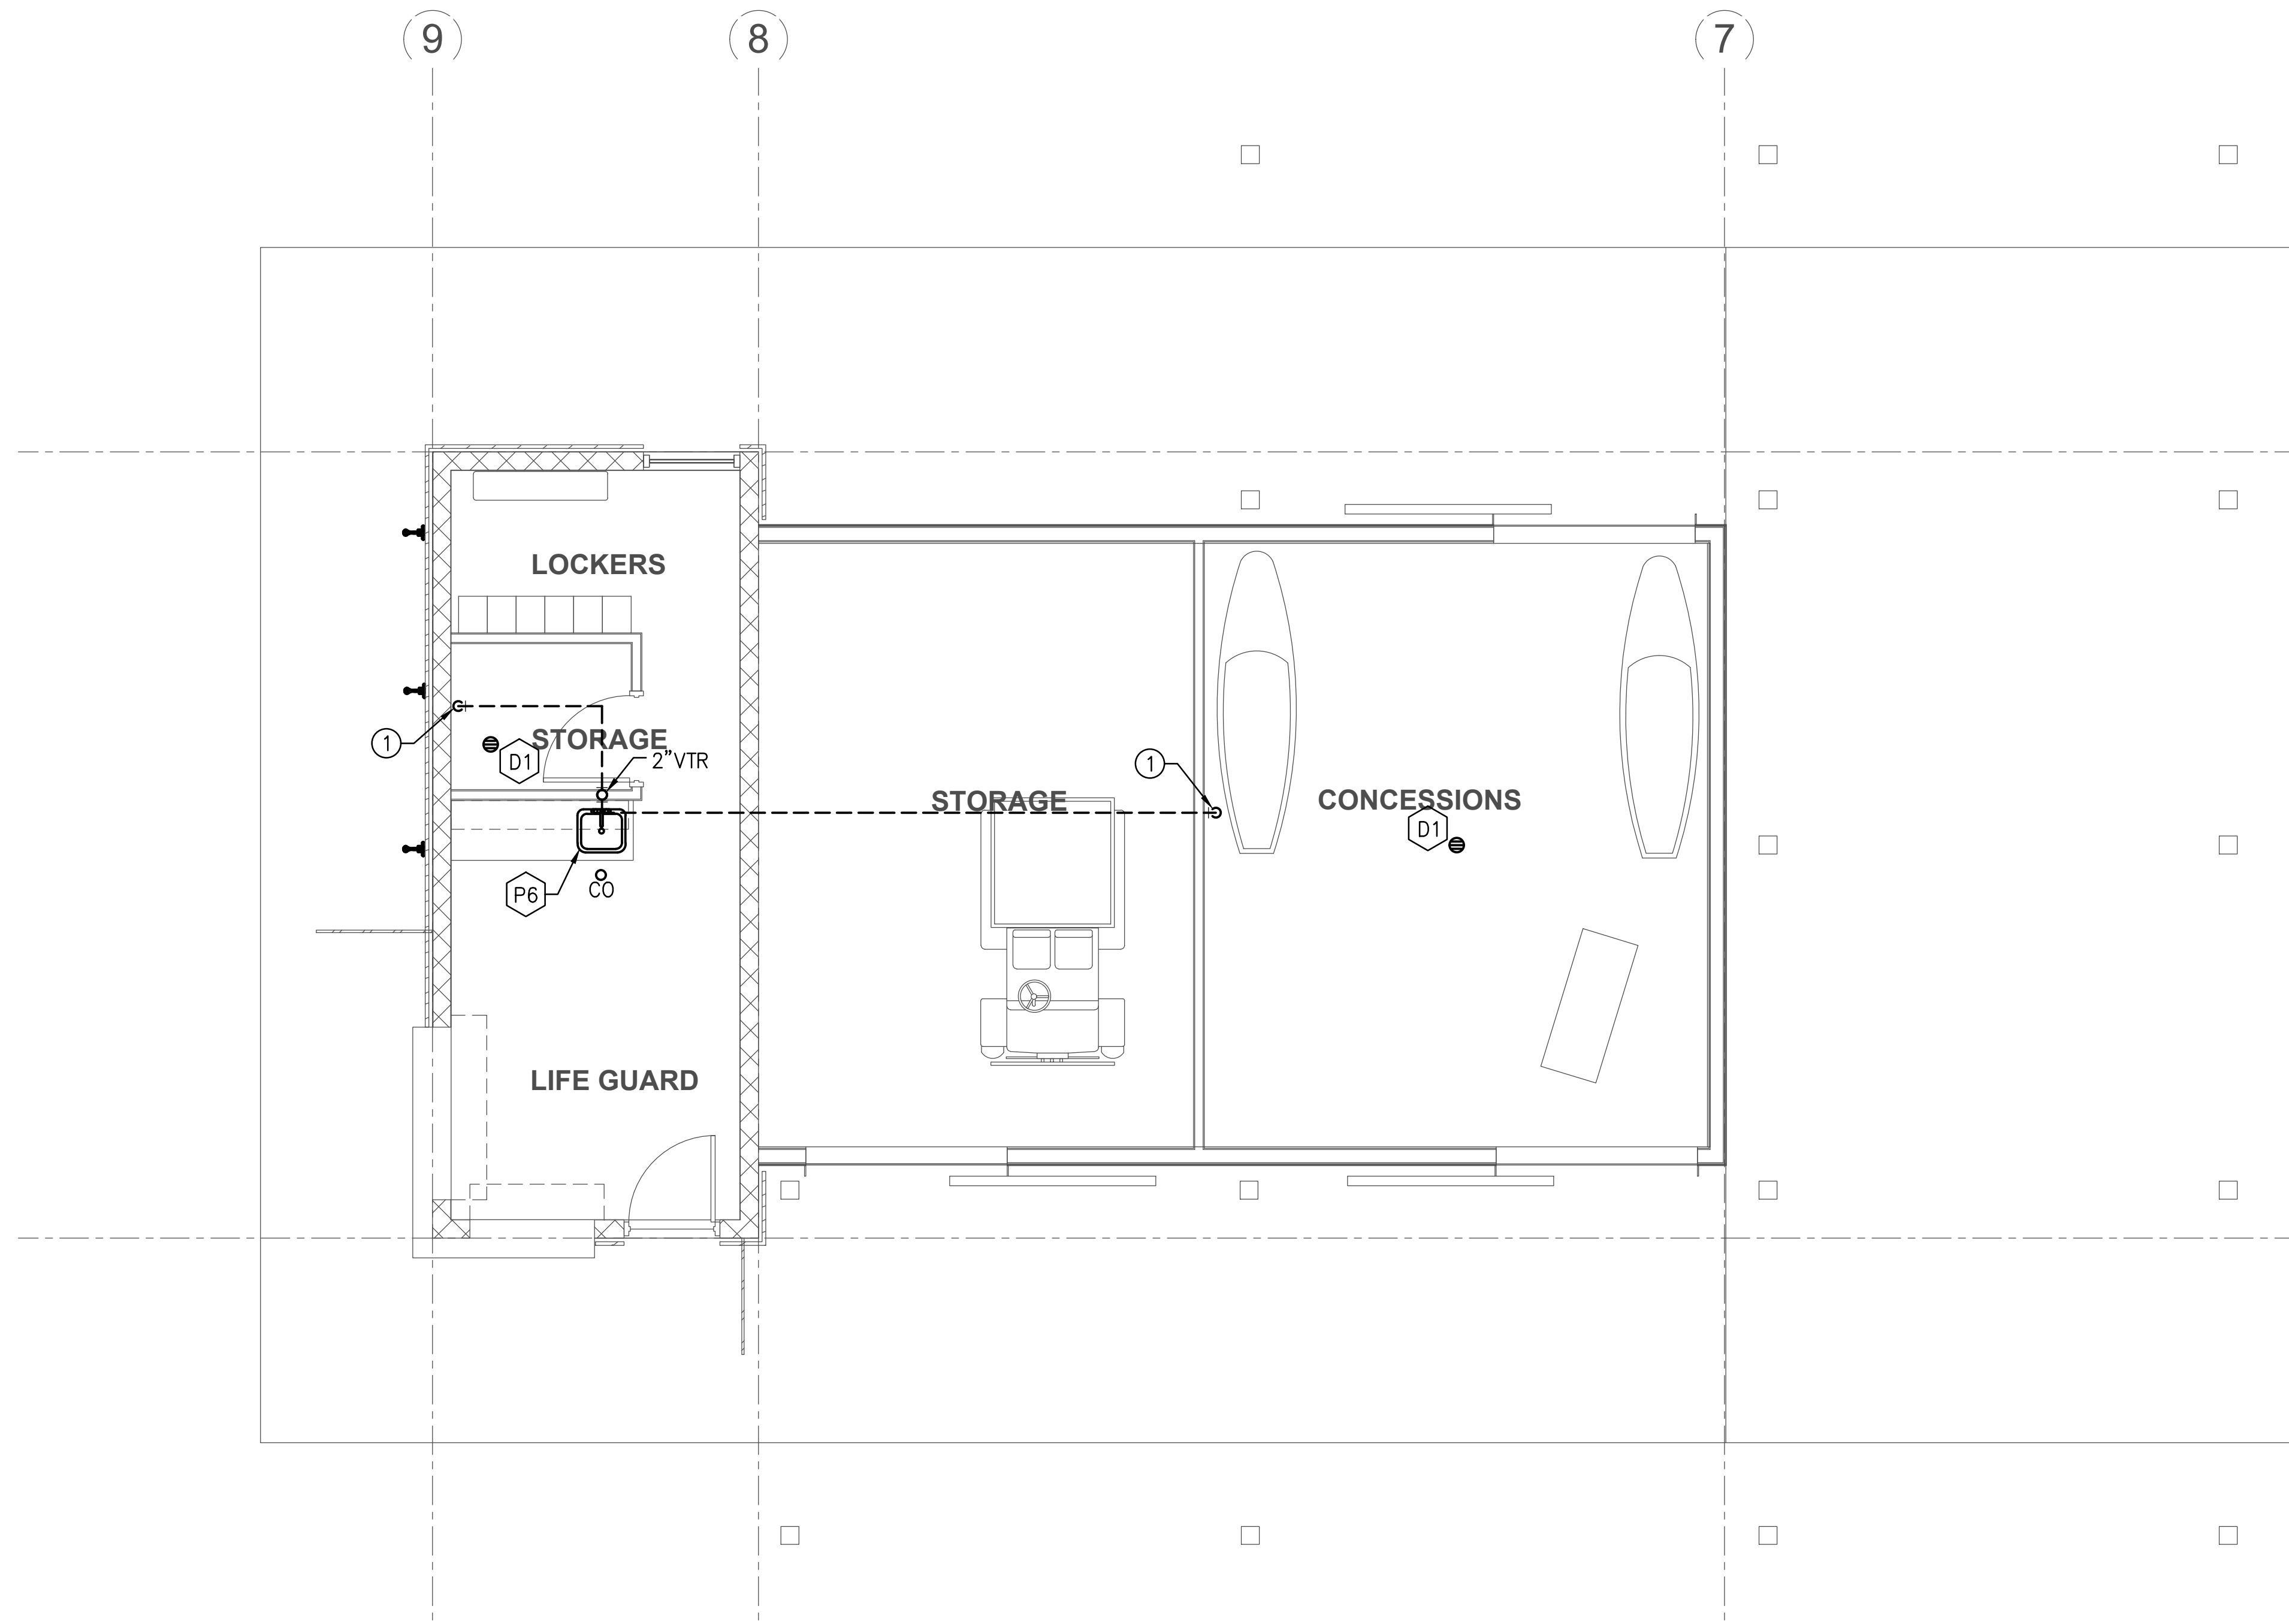 9
8
7
LOCKERS
1
STORAGE
D1
2"VTR
1
STORAGE
CONCESSIONS
D1
P6
CO
LIFE GUARD